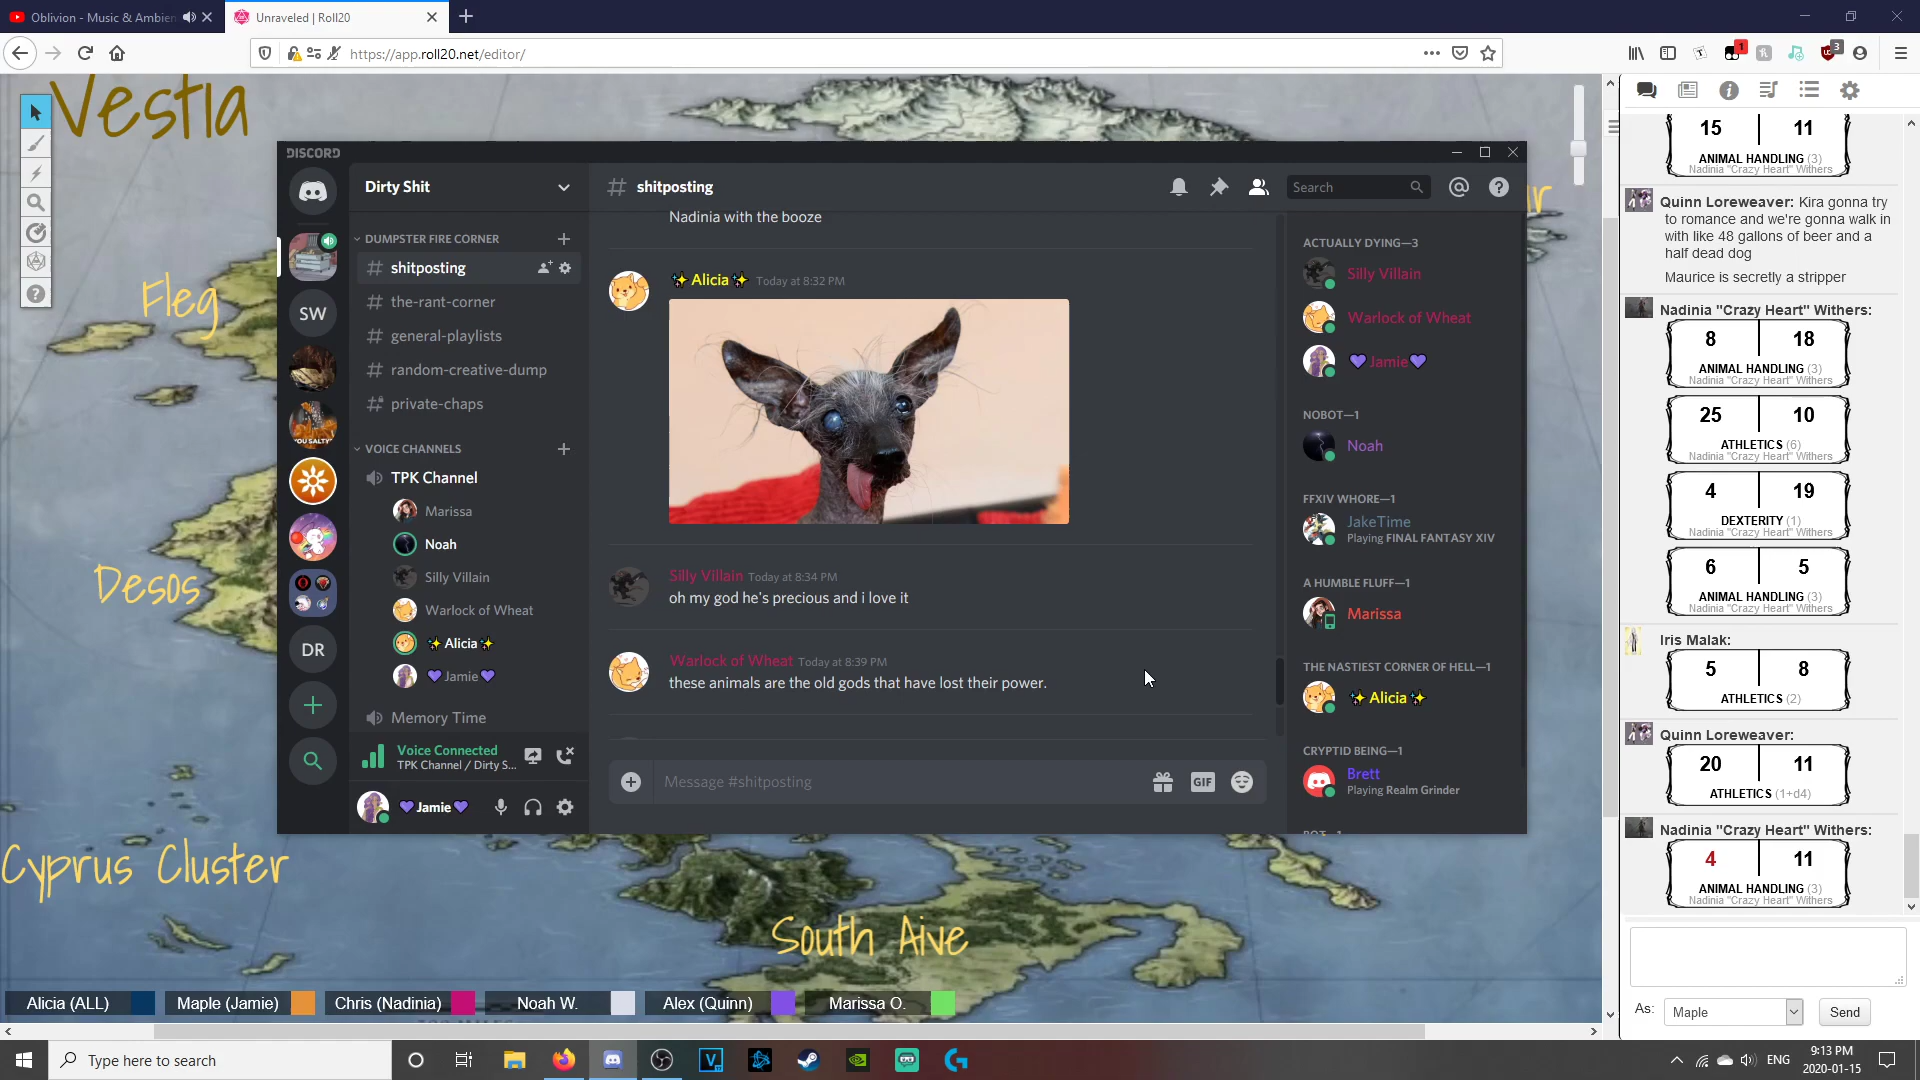 Oblivion - Music & Ambien
Unraveled | Roll20
https://app.roll20.net/editor/
1
3
Vestia
Fleg
Desos
Cyprus Cluster
South Aive
DISCORD
Dirty Shit
shitposting
Search
DUMPSTER FIRE CORNER
shitposting
the-rant-corner
general-playlists
random-creative-dump
private-chaps
VOICE CHANNELS
TPK Channel
Marissa
Noah
Silly Villain
Warlock of Wheat
✨Alicia✨
💜Jamie💜
Memory Time
Voice Connected
TPK Channel / Dirty S...
💜Jamie💜
SW
YOU SALTY
DR
Nadinia with the booze
✨Alicia✨ Today at 8:32 PM
Silly Villain Today at 8:34 PM
oh my god he's precious and i love it
Warlock of Wheat Today at 8:39 PM
these animals are the old gods that have lost their power.
Message #shitposting
GIF
ACTUALLY DYING—3
Silly Villain
Warlock of Wheat
💜Jamie💜
NOBOT—1
Noah
FFXIV WHORE—1
JakeTime
Playing FINAL FANTASY XIV
A HUMBLE FLUFF—1
Marissa
THE NASTIEST CORNER OF HELL—1
✨Alicia✨
CRYPTID BEING—1
Brett
Playing Realm Grinder
15 11
ANIMAL HANDLING (3)
Nadinia "Crazy Heart" Withers
Quinn Loreweaver: Kira gonna try
to romance and we're gonna walk in
with like 48 gallons of beer and a
half dead dog
Maurice is secretly a stripper
Nadinia "Crazy Heart" Withers:
8 18
ANIMAL HANDLING (3)
Nadinia "Crazy Heart" Withers
25 10
ATHLETICS (6)
Nadinia "Crazy Heart" Withers
4 19
DEXTERITY (1)
Nadinia "Crazy Heart" Withers
6 5
ANIMAL HANDLING (3)
Nadinia "Crazy Heart" Withers
Iris Malak:
5 8
ATHLETICS (2)
Quinn Loreweaver:
20 11
ATHLETICS (1+d4)
Nadinia "Crazy Heart" Withers:
4 11
ANIMAL HANDLING (3)
Nadinia "Crazy Heart" Withers
As: Maple Send
Alicia (ALL) Maple (Jamie) Chris (Nadinia) Noah W. Alex (Quinn) Marissa O.
Type here to search
ENG
9:13 PM
2020-01-15